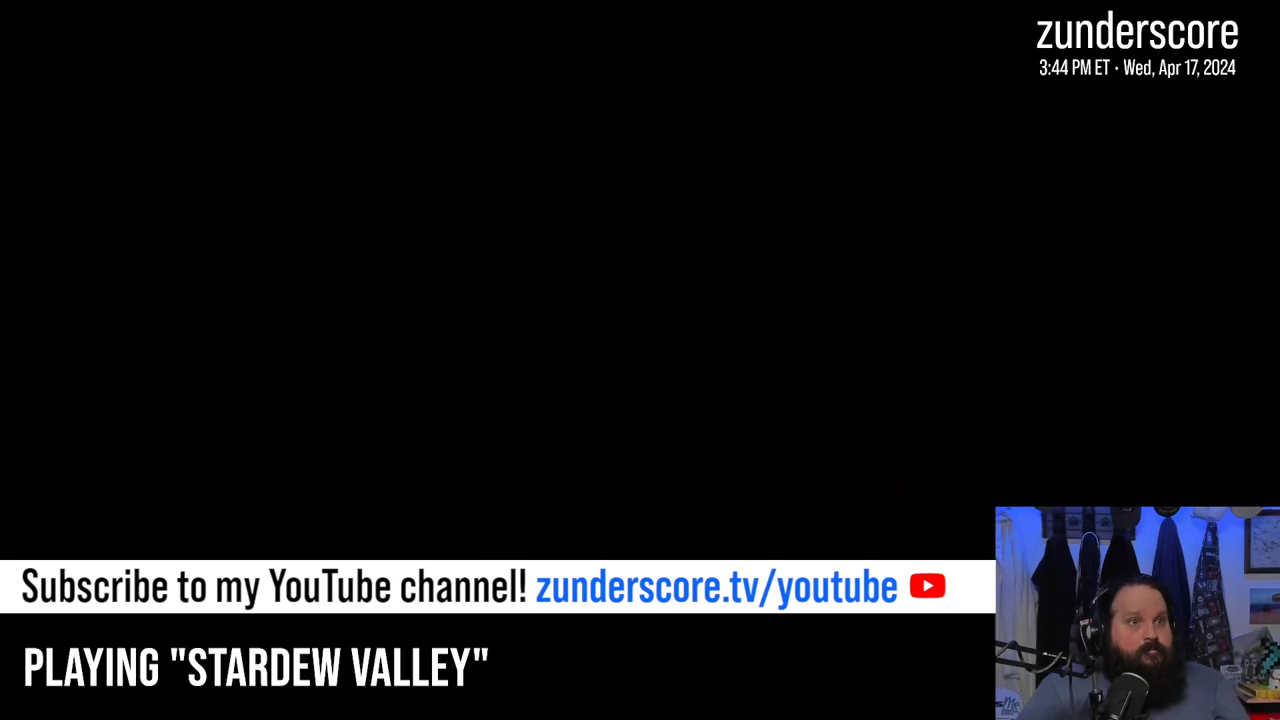 zunderscore
3:44 PM ET • Wed, Apr 17, 2024
Subscribe to my YouTube channel! zunderscore.tv/youtube
PLAYING "STARDEW VALLEY"